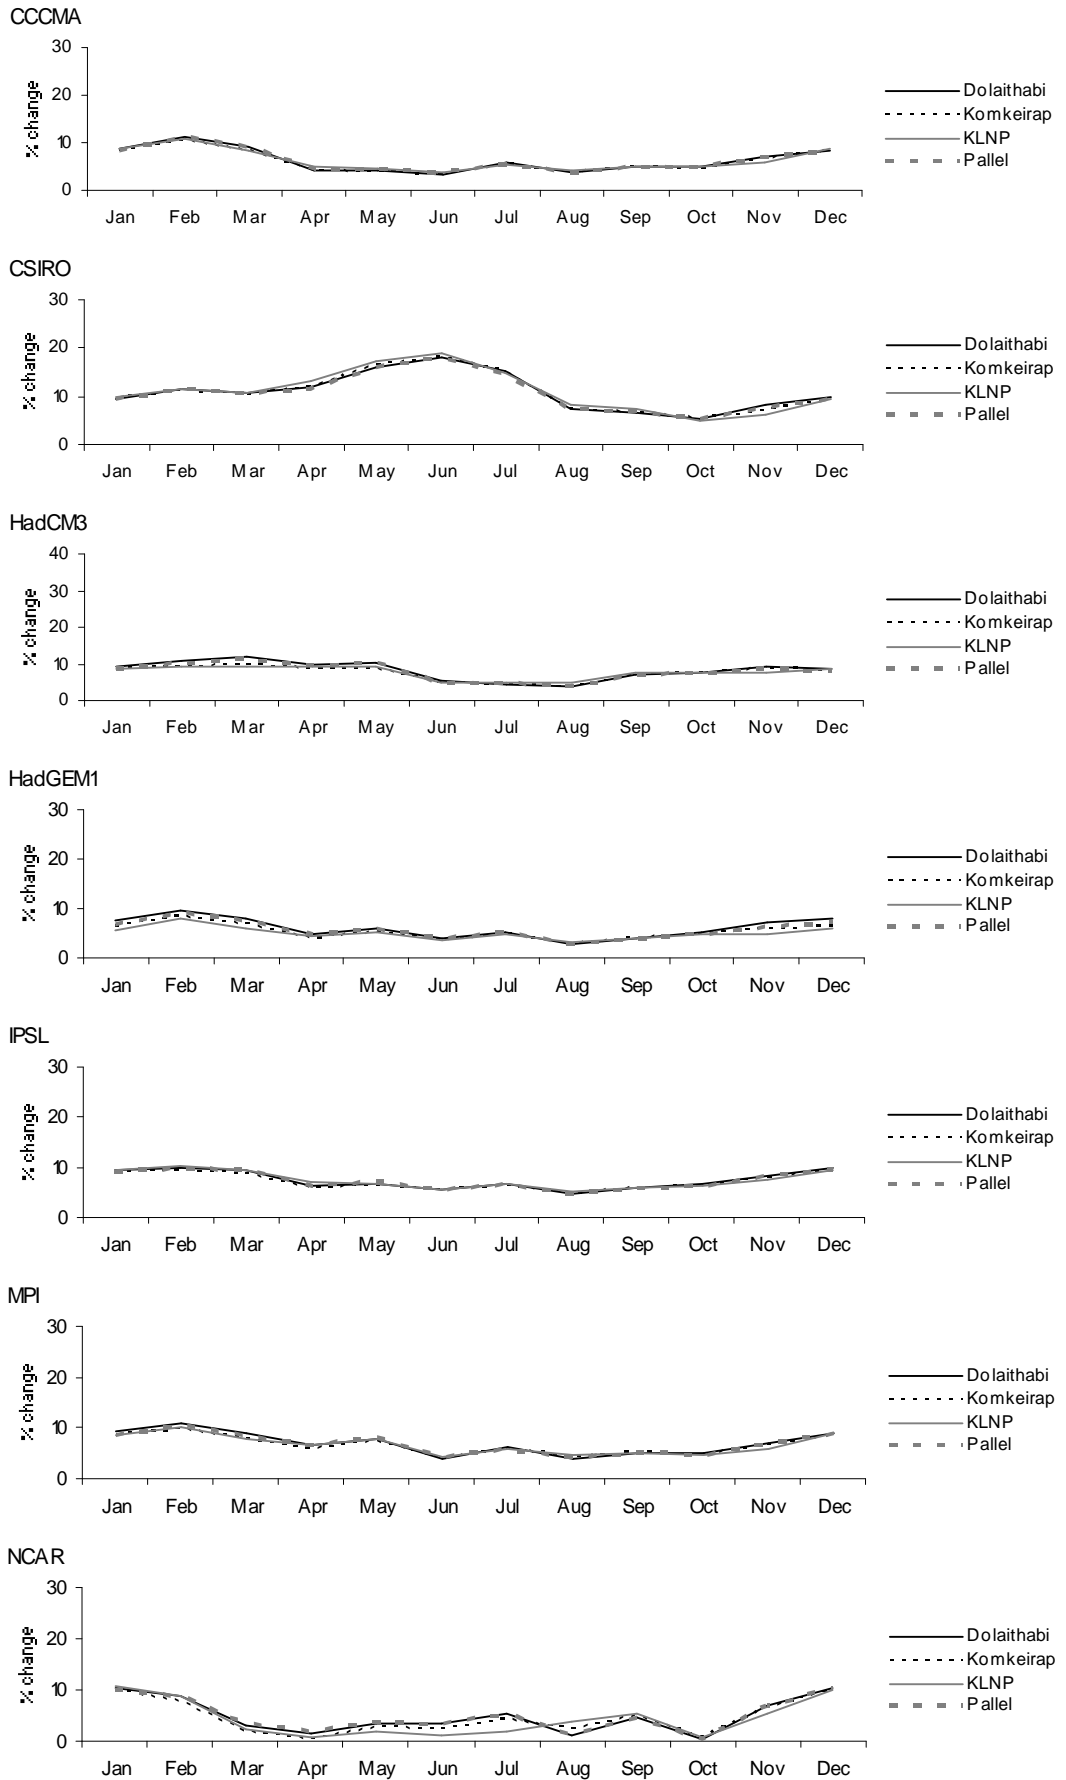 CCCMA
30
20
10
0
% change
Jan Feb Mar Apr May Jun Jul Aug Sep Oct Nov Dec
Dolaithabi
Komkeirap
KLNP
Pallel
CSIRO
30
20
10
0
% change
Jan Feb Mar Apr May Jun Jul Aug Sep Oct Nov Dec
Dolaithabi
Komkeirap
KLNP
Pallel
HadCM3
40
30
20
10
0
% change
Jan Feb Mar Apr May Jun Jul Aug Sep Oct Nov Dec
Dolaithabi
Komkeirap
KLNP
Pallel
HadGEM1
30
20
10
0
% change
Jan Feb Mar Apr May Jun Jul Aug Sep Oct Nov Dec
Dolaithabi
Komkeirap
KLNP
Pallel
IPSL
30
20
10
0
% change
Jan Feb Mar Apr May Jun Jul Aug Sep Oct Nov Dec
Dolaithabi
Komkeirap
KLNP
Pallel
MPI
30
20
10
0
% change
Jan Feb Mar Apr May Jun Jul Aug Sep Oct Nov Dec
Dolaithabi
Komkeirap
KLNP
Pallel
NCAR
30
20
10
0
% change
Jan Feb Mar Apr May Jun Jul Aug Sep Oct Nov Dec
Dolaithabi
Komkeirap
KLNP
Pallel